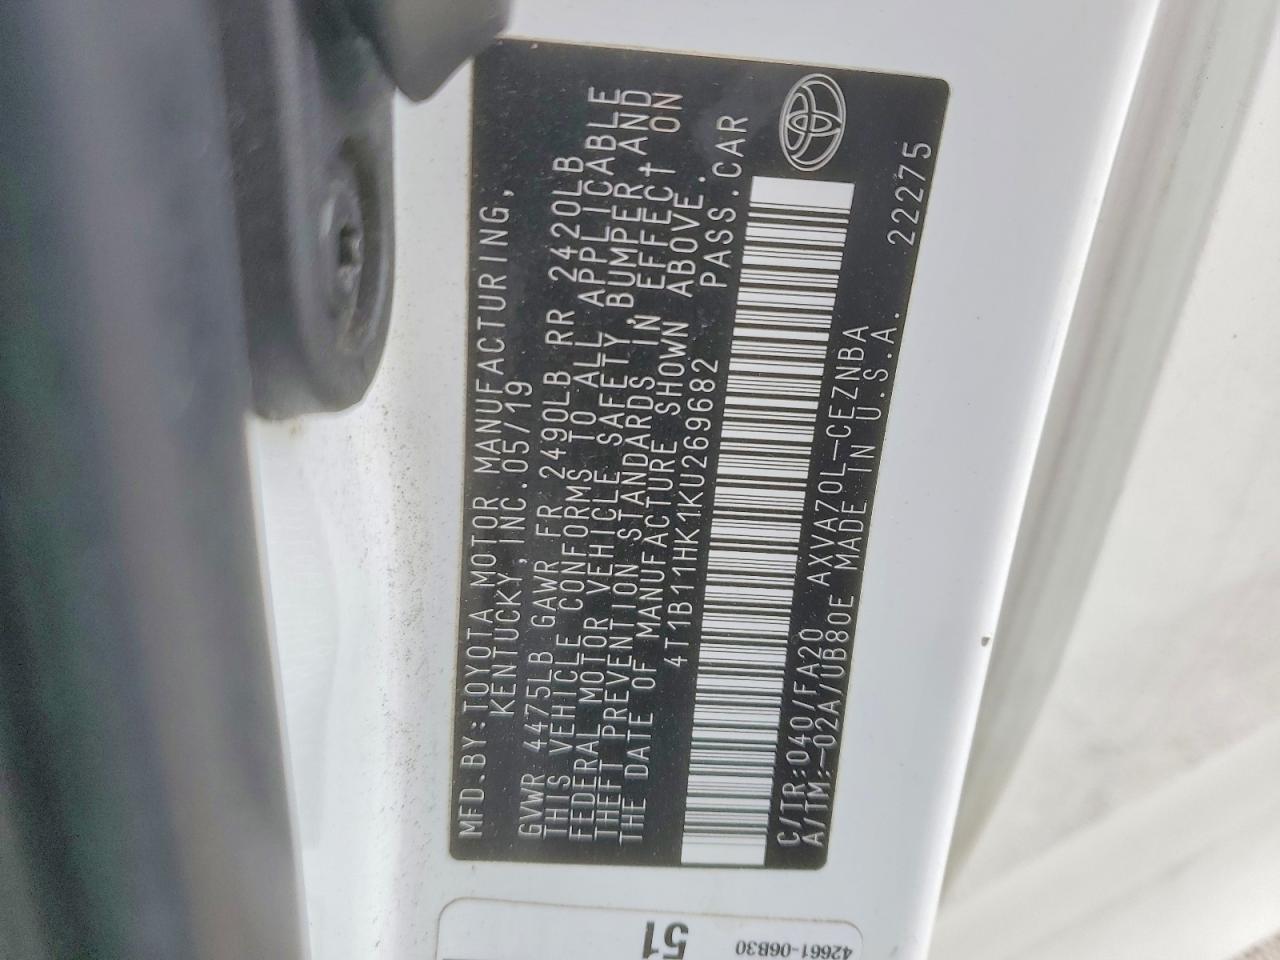 MFD.BY:TOYOTA MOTOR MANUFACTURING,
KENTUCKY,INC.05/19
GVWR 4475LB GAWR FR 2490LB RR 2420LB
THIS VEHICLE CONFORMS TO ALL APPLICABLE
FEDERAL MOTOR VEHICLE SAFETY,BUMPER,AND
THEFT PREVENTION STANDARDS IN EFFECT ON
THE DATE OF MANUFACTURE SHOWN ABOVE.
4T1B11HK1KU269682 PASS.CAR
C/TR:040/FA20 AXVA70L-CEZNBA
A/TM:-02A/UB80E MADE IN U.S.A. 22275
51
42661-06B30